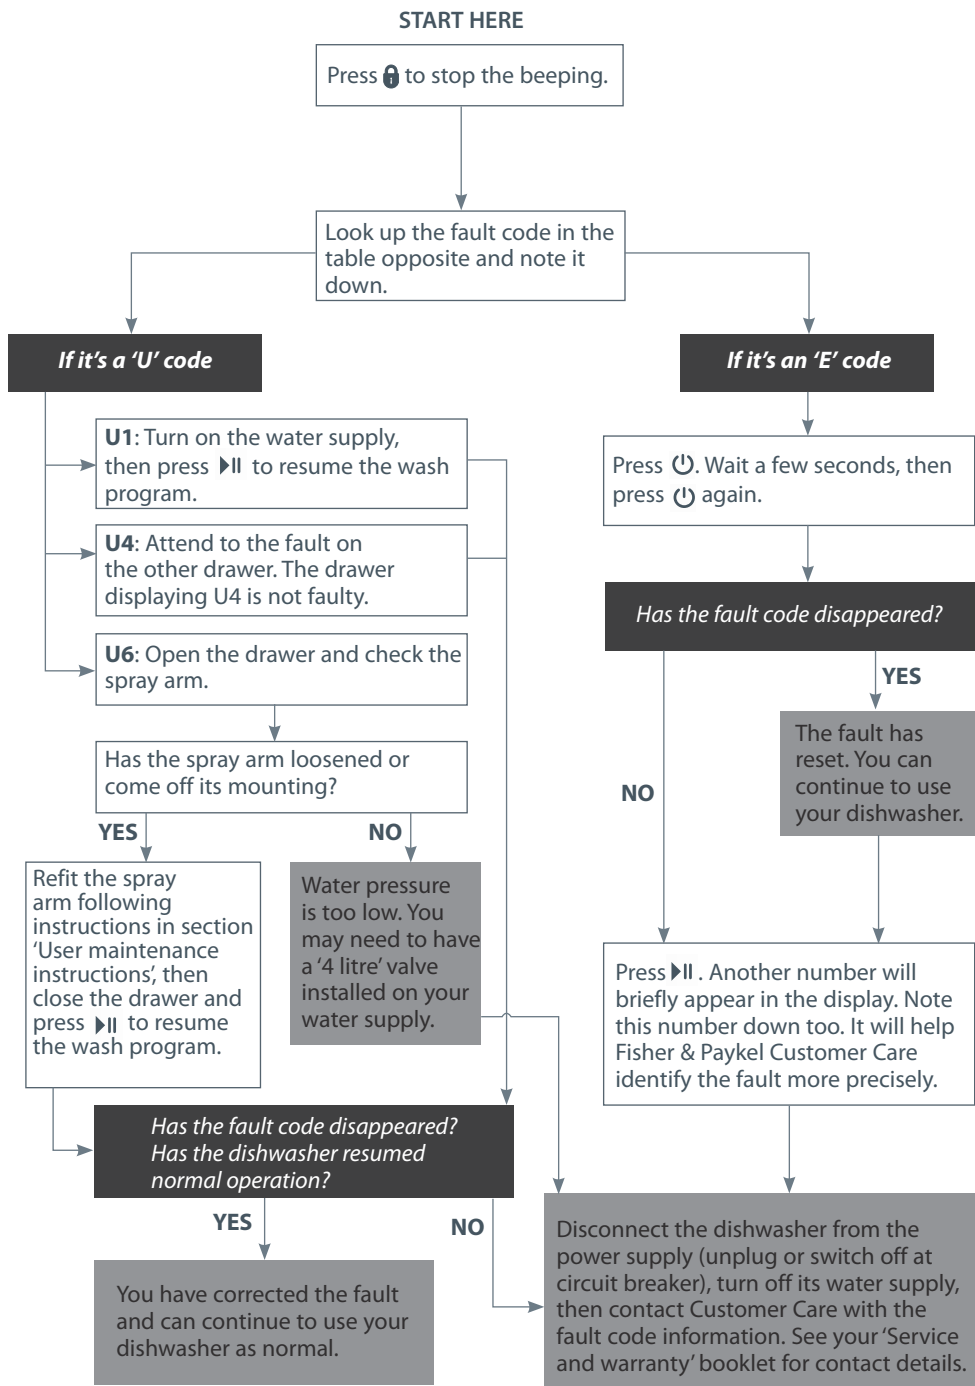 START HERE
Press to stop the beeping.
Look up the fault code in the
table opposite and note it
down.
If it's a ‘U’ code
U1: Turn on the water supply,
then press to resume the wash
program.
U4: Attend to the fault on
the other drawer. The drawer
displaying U4 is not faulty.
U6: Open the drawer and check the
spray arm.
Has the spray arm loosened or
come off its mounting?
YES
NO
Refit the spray
arm following
instructions in section
‘User maintenance
instructions’, then
close the drawer and
press to resume
the wash program.
Water pressure
is too low. You
may need to have
a ‘4 litre’ valve
installed on your
water supply.
Has the fault code disappeared?
Has the dishwasher resumed
normal operation?
YES
NO
You have corrected the fault
and can continue to use your
dishwasher as normal.
If it's an ‘E’ code
Press . Wait a few seconds, then
press again.
Has the fault code disappeared?
YES
NO
The fault has
reset. You can
continue to use
your dishwasher.
Press . Another number will
briefly appear in the display. Note
this number down too. It will help
Fisher & Paykel Customer Care
identify the fault more precisely.
Disconnect the dishwasher from the
power supply (unplug or switch off at
circuit breaker), turn off its water supply,
then contact Customer Care with the
fault code information. See your ‘Service
and warranty’ booklet for contact details.